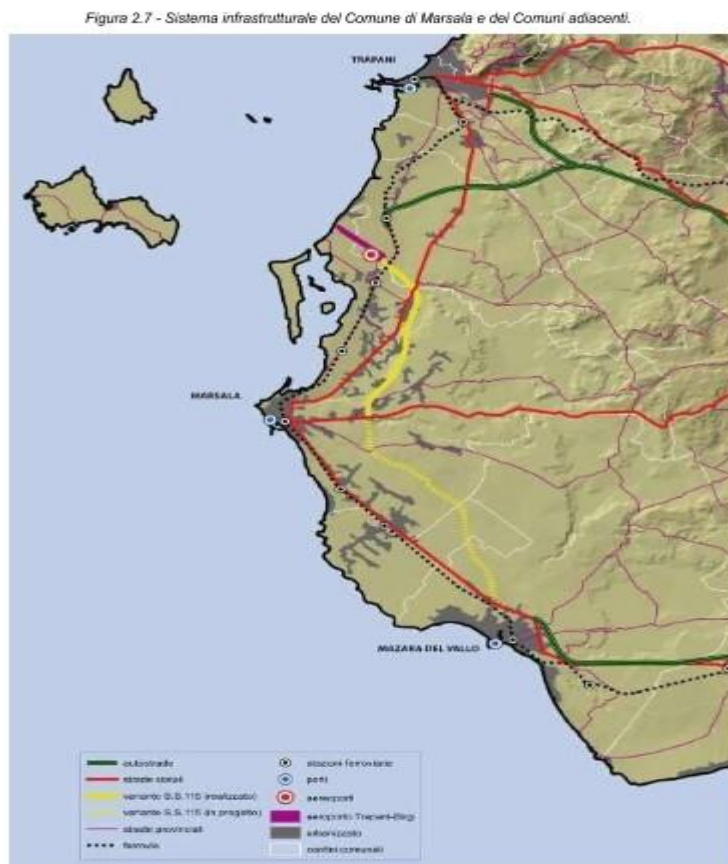 Figura 2.7 - Sistema infrastrutturale del Comune di Marsala e dei Comuni adiacenti.
TRAPANI
MARSALA
MAZARA DEL VALLO
autostrade
strade statali
variante S.S.115 (realizzato)
variante S.S.115 (in progetto)
strade provinciali
ferrovia
stazioni ferroviarie
porti
aeroporti
aeroporto Trapani-Birgi
urbanizzato
confini comunali